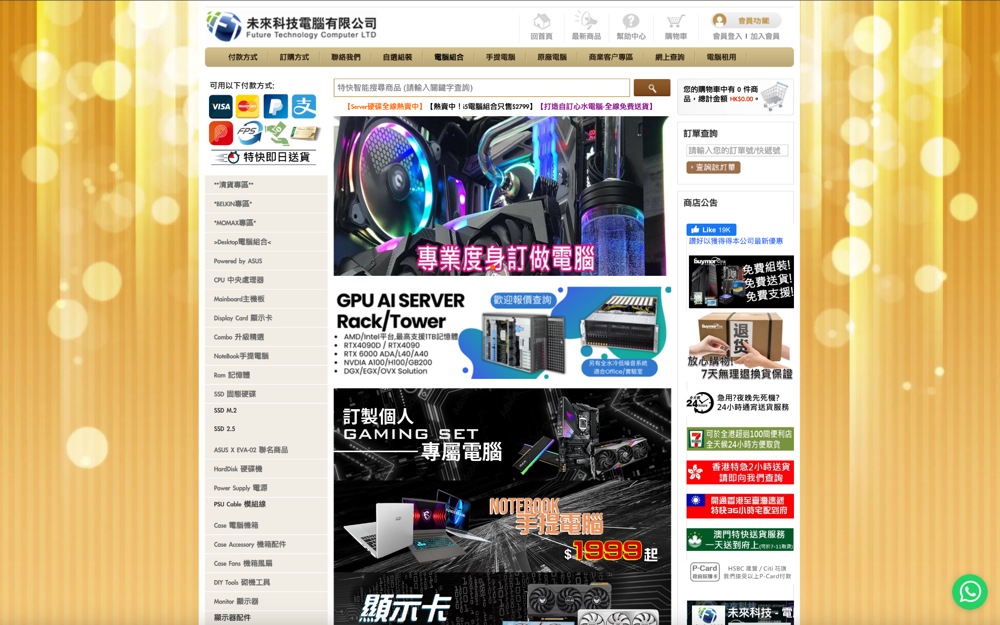 未來科技電腦有限公司
Future Technology Computer LTD
回首頁
最新商品
幫助中心
購物車
會員功能
會員登入 | 加入會員
付款方式
訂購方式
聯絡我們
自選組裝
電腦組合
手提電腦
原廠電腦
商業客户專區
網上查詢
電腦租用
可用以下付款方式:
VISA
MasterCard
FPS
特快即日送貨
**清貨專區**
*BELKIN專區*
*MOMAX專區*
>Desktop電腦組合<
Powered by ASUS
CPU 中央處理器
Mainboard主機板
Display Card 顯示卡
Combo 升級精選
NoteBook手提電腦
Ram 記憶體
SSD 固態硬碟
SSD M.2
SSD 2.5
ASUS X EVA-02 聯名商品
HardDisk 硬碟機
Power Supply 電源
PSU Cable 模組線
Case 電腦機箱
Case Accessory 機箱配件
Case Fans 機箱風扇
DIY Tools 砌機工具
Monitor 顯示器
顯示器配件
特快智能搜尋商品 (請輸入關鍵字查詢)
【Server硬碟全線熱賣中】 【熱賣中！i5電腦組合只售$2799】 【打造自訂心水電腦-全線免費送貨】
專業度身訂做電腦
GPU AI SERVER
Rack/Tower
歡迎報價查詢
• AMD/Intel平台,最高支援1TB記憶體
• RTX4090D / RTX4090
• RTX 6000 ADA/L40/A40
• NVDIA A100/H100/GB200
• DGX/EGX/OVX Solution
另有全水冷低噪音系統
適合Office/實驗室
訂製個人
GAMING SET
專屬電腦
NOTEBOOK
手提電腦
$1999起
顯示卡
您的購物車中有 0 件商
品，總計金額 HK$0.00。
訂單查詢
請輸入您的訂單號/快遞號
查詢該訂單
商店公告
Like 19K
讚好以獲得得本公司最新優惠
buymore.hk
免費組裝!
免費送貨!
免費支援!
buymore.hk
退货
放心購物!
7天無理退換貨保證
全天候
24hours
急用?夜晚先死機?
24小時通宵送貨服務
7 ELEVEN
可於全港超過100間便利店
全天候24小時方便取貨
香港特急2小時送貨
請即向我們查詢
開通香港至臺灣速遞
特快36小時宅配到府
澳門特快送貨服務
一天送到府上(可於7-11取貨)
P-Card
政府採購卡
HSBC 滙豐 / Citi 花旗
我們接受以上P-Card付款
未來科技 - 電